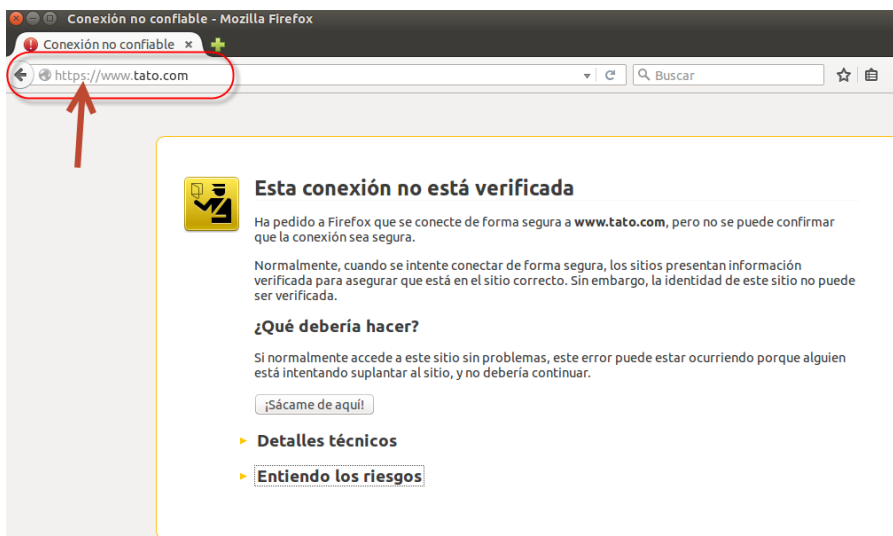 Conexión no confiable - Mozilla Firefox
Conexión no confiable
https://www.tato.com
Buscar
Esta conexión no está verificada
Ha pedido a Firefox que se conecte de forma segura a www.tato.com, pero no se puede confirmar
que la conexión sea segura.
Normalmente, cuando se intente conectar de forma segura, los sitios presentan información
verificada para asegurar que está en el sitio correcto. Sin embargo, la identidad de este sitio no puede
ser verificada.
¿Qué debería hacer?
Si normalmente accede a este sitio sin problemas, este error puede estar ocurriendo porque alguien
está intentando suplantar al sitio, y no debería continuar.
¡Sácame de aquí!
Detalles técnicos
Entiendo los riesgos